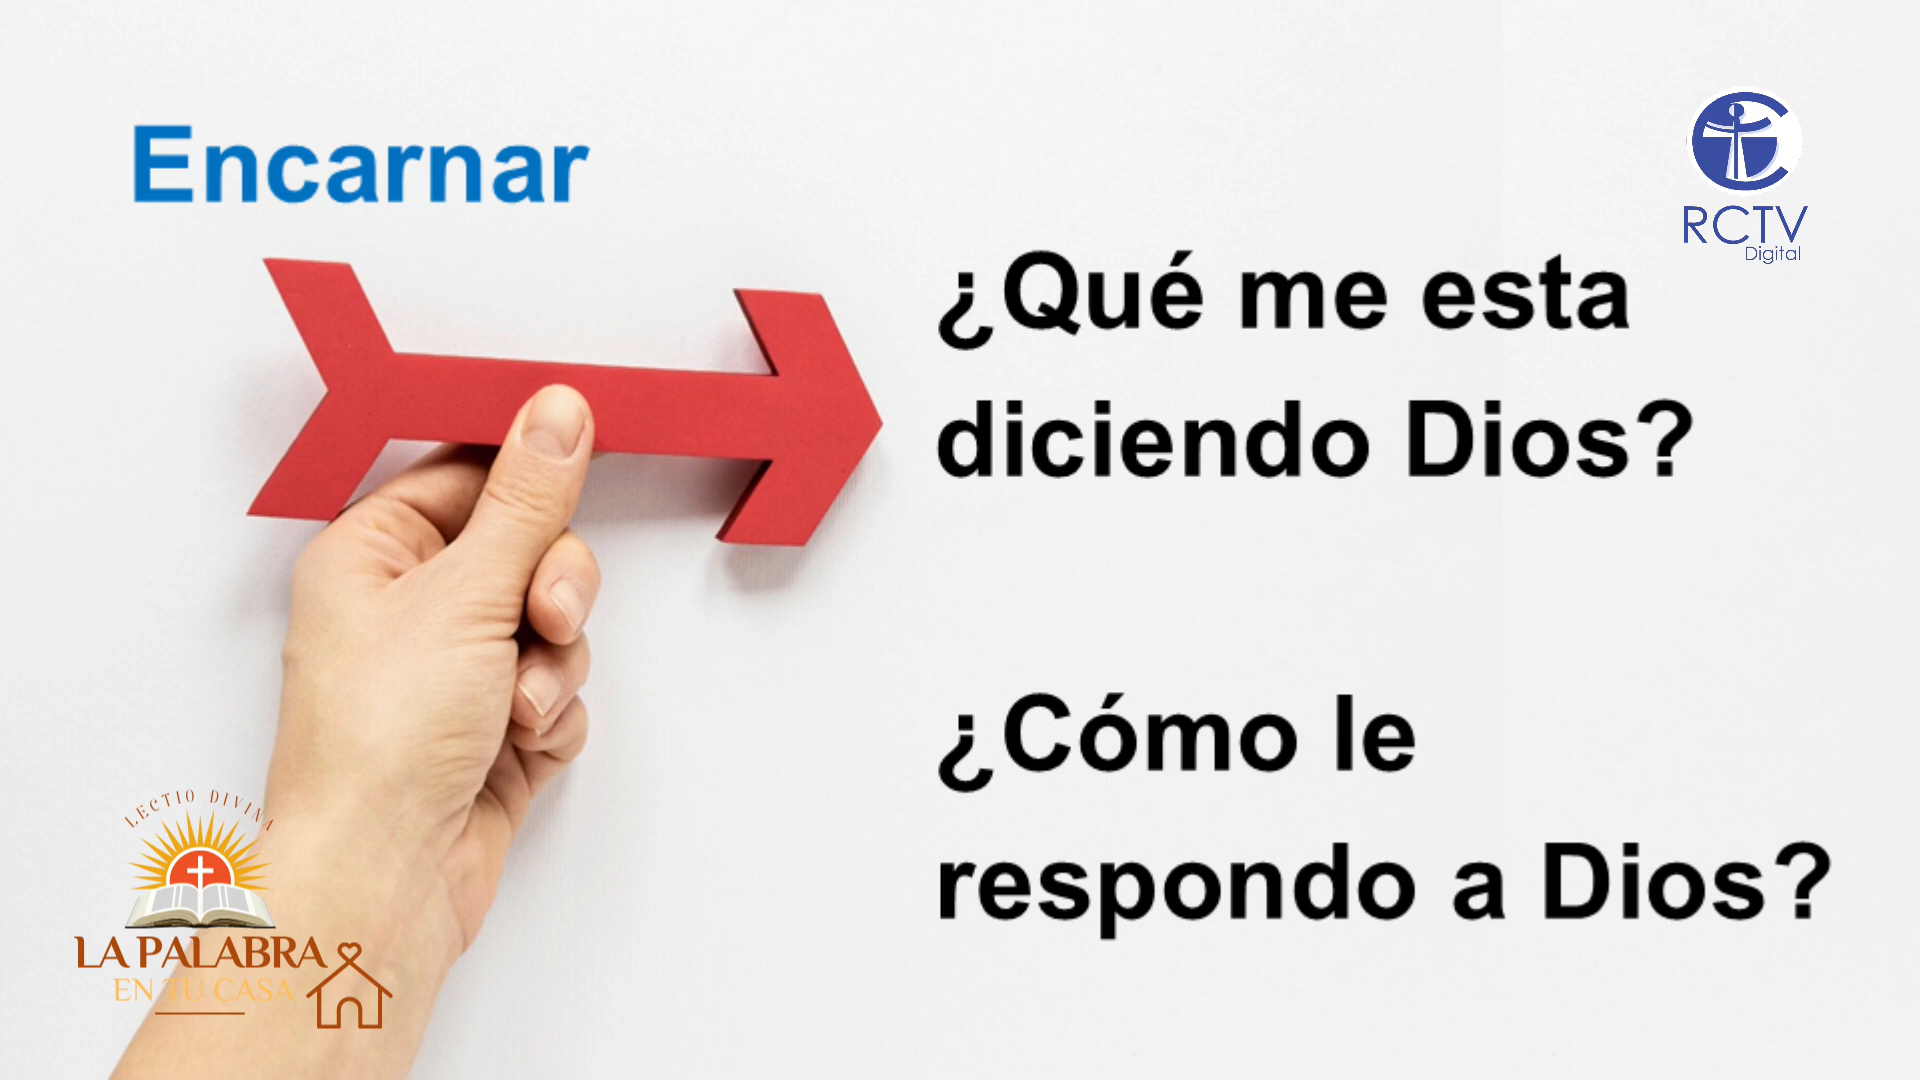 Encarnar
RCTV
Digital
¿Qué me esta
diciendo Dios?
¿Cómo le
respondo a Dios?
LECTIO DIVINA
LA PALABRA
EN TU CASA